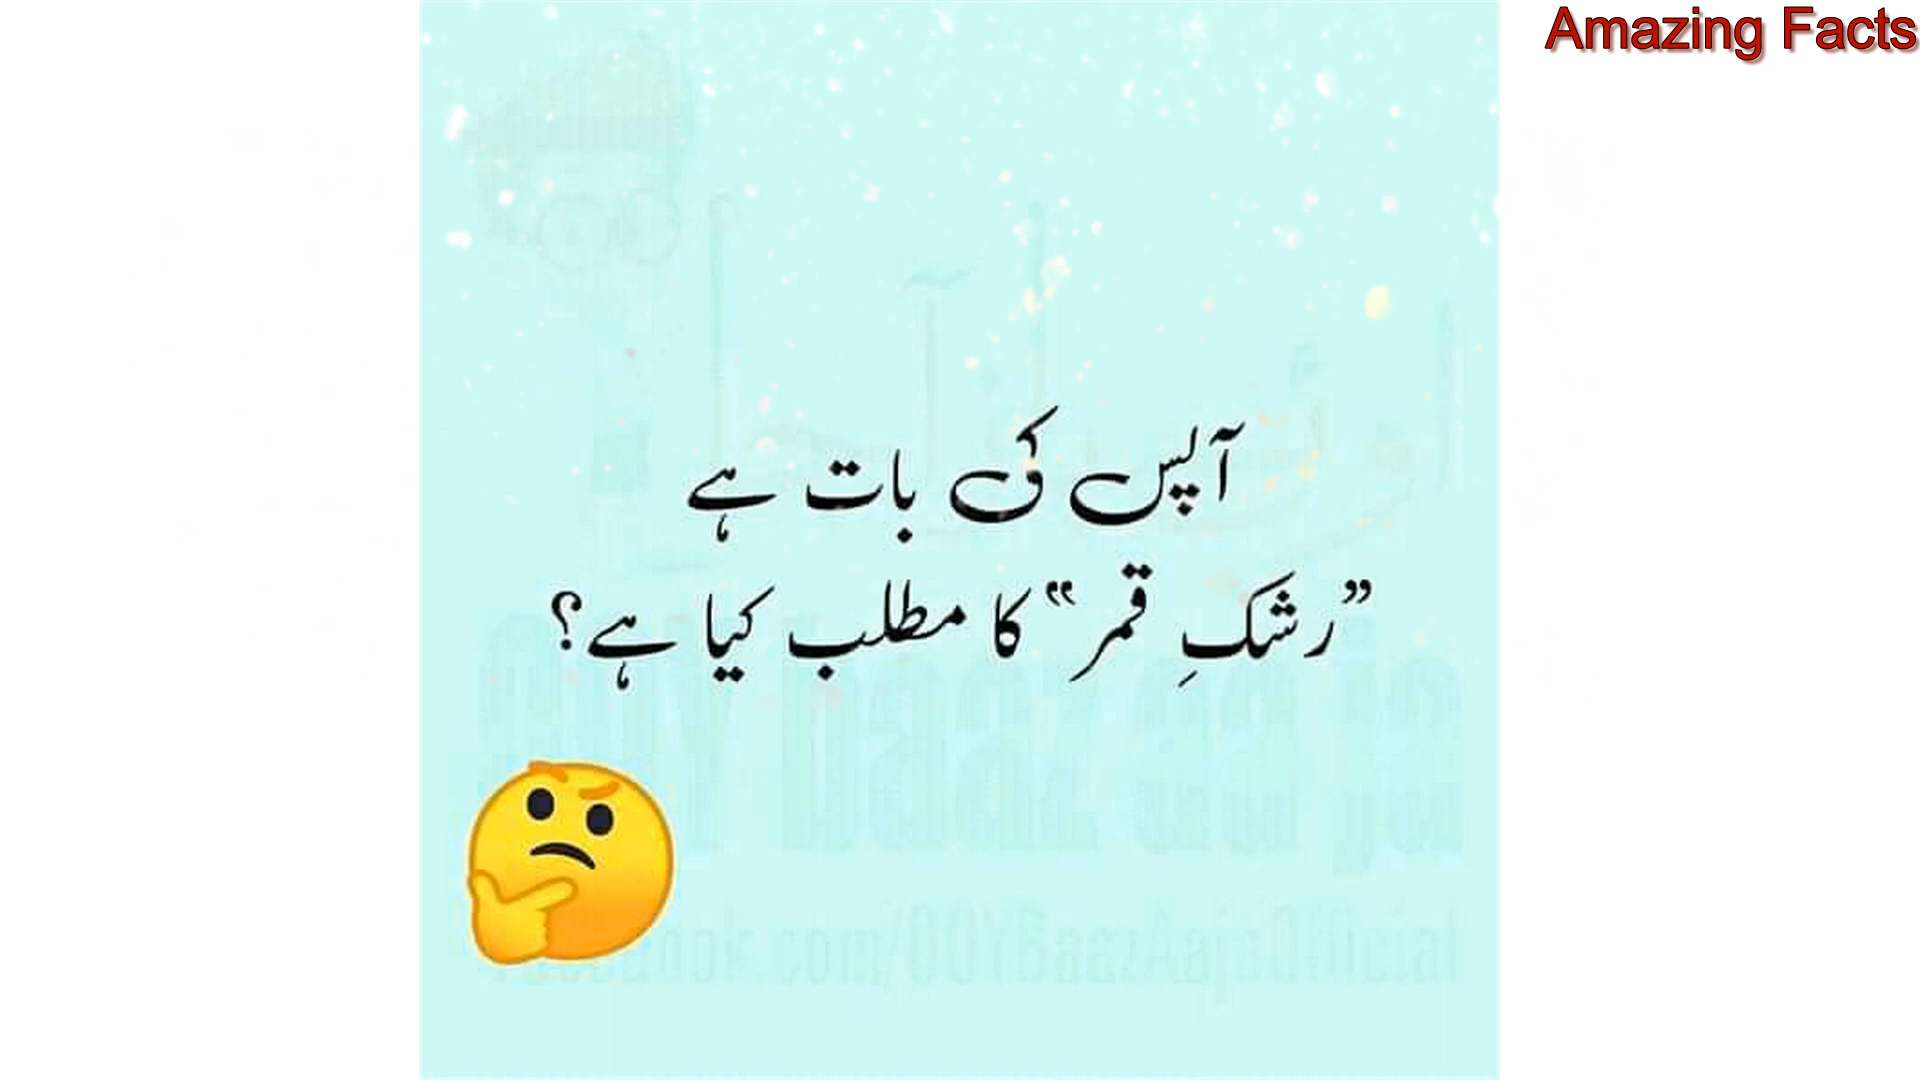 Amazing Facts
آپس کی بات ہے
”رشکِ قمر“ کا مطلب کیا ہے؟